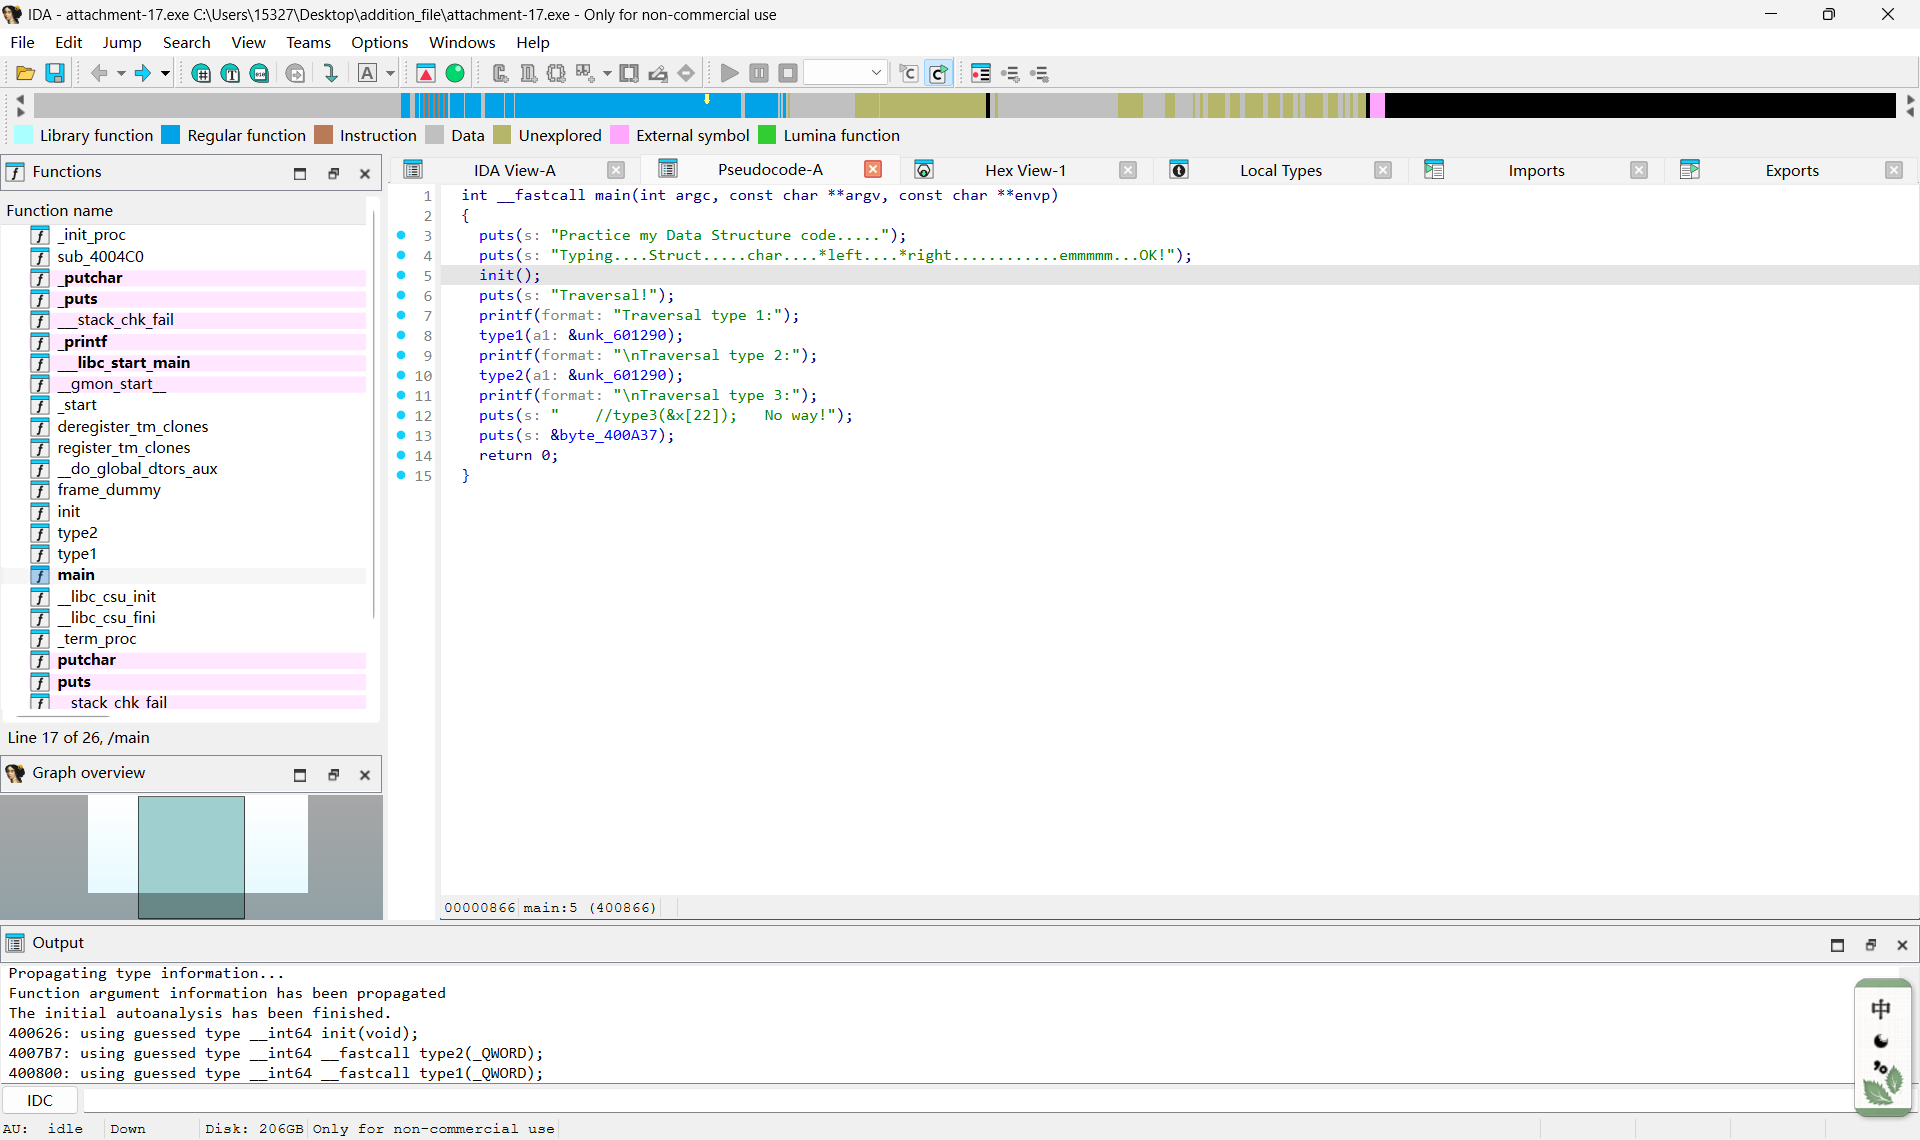 IDA - attachment-17.exe C:\Users\15327\Desktop\addition_file\attachment-17.exe - Only for non-commercial use
File Edit Jump Search View Teams Options Windows Help
Library function Regular function Instruction Data Unexplored External symbol Lumina function
Functions
Function name
_init_proc
sub_4004C0
_putchar
_puts
___stack_chk_fail
_printf
___libc_start_main
__gmon_start__
_start
deregister_tm_clones
register_tm_clones
__do_global_dtors_aux
frame_dummy
init
type2
type1
main
__libc_csu_init
__libc_csu_fini
_term_proc
putchar
puts
__stack_chk_fail
Line 17 of 26, /main
Graph overview
IDA View-A Pseudocode-A Hex View-1 Local Types Imports Exports
1 int __fastcall main(int argc, const char **argv, const char **envp)
2 {
3 puts(s: "Practice my Data Structure code.....");
4 puts(s: "Typing....Struct.....char....*left....*right............emmmmm...OK!");
5 init();
6 puts(s: "Traversal!");
7 printf(format: "Traversal type 1:");
8 type1(a1: &unk_601290);
9 printf(format: "\nTraversal type 2:");
10 type2(a1: &unk_601290);
11 printf(format: "\nTraversal type 3:");
12 puts(s: "    //type3(&x[22]);   No way!");
13 puts(s: &byte_400A37);
14 return 0;
15 }
00000866 main:5 (400866)
Output
Propagating type information...
Function argument information has been propagated
The initial autoanalysis has been finished.
400626: using guessed type __int64 init(void);
4007B7: using guessed type __int64 __fastcall type2(_QWORD);
400800: using guessed type __int64 __fastcall type1(_QWORD);
中
IDC
AU: idle Down Disk: 206GB Only for non-commercial use